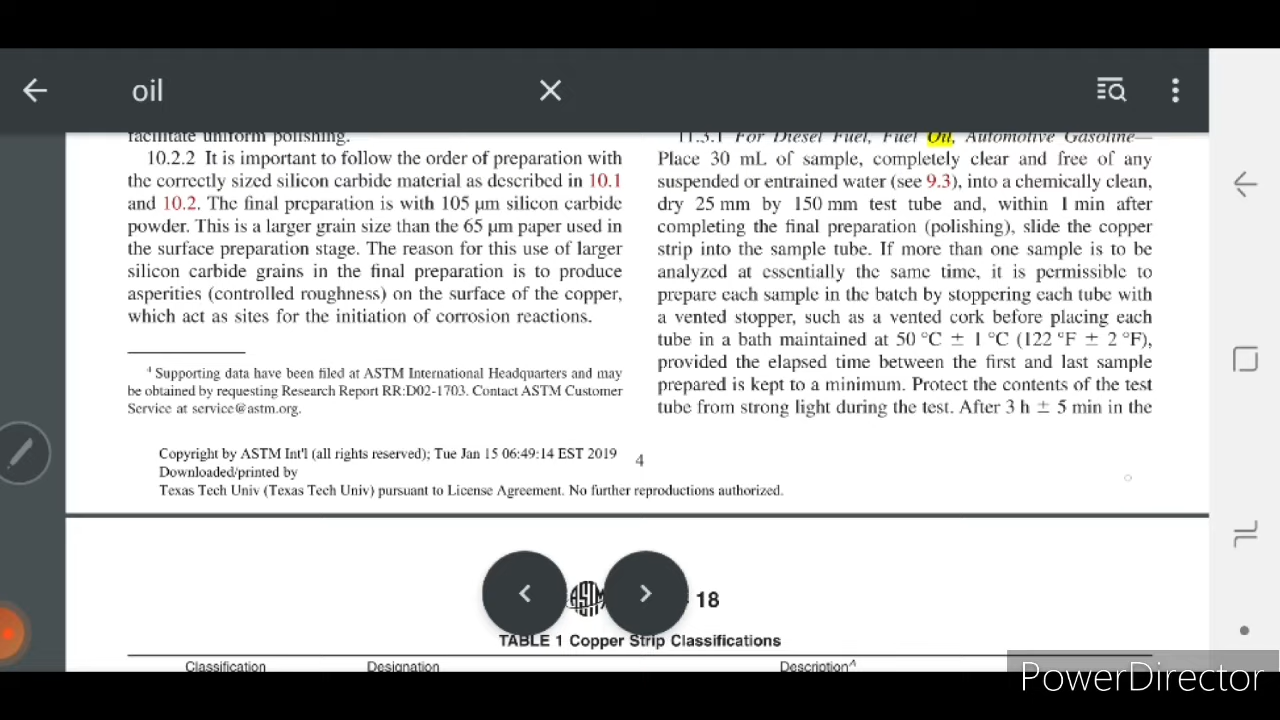 oil
facilitate uniform polishing.
10.2.2 It is important to follow the order of preparation with
the correctly sized silicon carbide material as described in 10.1
and 10.2. The final preparation is with 105 μm silicon carbide
powder. This is a larger grain size than the 65 μm paper used in
the surface preparation stage. The reason for this use of larger
silicon carbide grains in the final preparation is to produce
asperities (controlled roughness) on the surface of the copper,
which act as sites for the initiation of corrosion reactions.
4 Supporting data have been filed at ASTM International Headquarters and may
be obtained by requesting Research Report RR:D02-1703. Contact ASTM Customer
Service at service@astm.org.
11.3.1 For Diesel Fuel, Fuel Oil, Automotive Gasoline—
Place 30 mL of sample, completely clear and free of any
suspended or entrained water (see 9.3), into a chemically clean,
dry 25 mm by 150 mm test tube and, within 1 min after
completing the final preparation (polishing), slide the copper
strip into the sample tube. If more than one sample is to be
analyzed at essentially the same time, it is permissible to
prepare each sample in the batch by stoppering each tube with
a vented stopper, such as a vented cork before placing each
tube in a bath maintained at 50 °C ± 1 °C (122 °F ± 2 °F),
provided the elapsed time between the first and last sample
prepared is kept to a minimum. Protect the contents of the test
tube from strong light during the test. After 3 h ± 5 min in the
Copyright by ASTM Int'l (all rights reserved); Tue Jan 15 06:49:14 EST 2019
4
Downloaded/printed by
Texas Tech Univ (Texas Tech Univ) pursuant to License Agreement. No further reproductions authorized.
ASTM
18
TABLE 1 Copper Strip Classifications
Classification Designation DescriptionA
PowerDirector